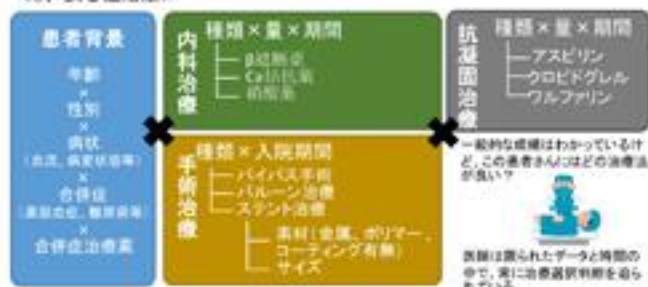 患者背景
年齢
×
性別
×
病状
×
合併症
×
合併症治療薬
内科治療
種類×量×期間
β遮断薬
Ca拮抗薬
硝酸薬
手術治療
種類×入院期間
バイパス手術
バルーン治療
ステント治療
素材(金属、ポリマー、
コーティング有無)
サイズ
抗凝固治療
種類×量×期間
アスピリン
クロピドグレル
ワルファリン
一般的な成績はわかっているけ
ど、この患者さんにはどの治療法
が良い?
医師は限られたデータと時間の
中で、常に治療選択判断を迫ら
れている